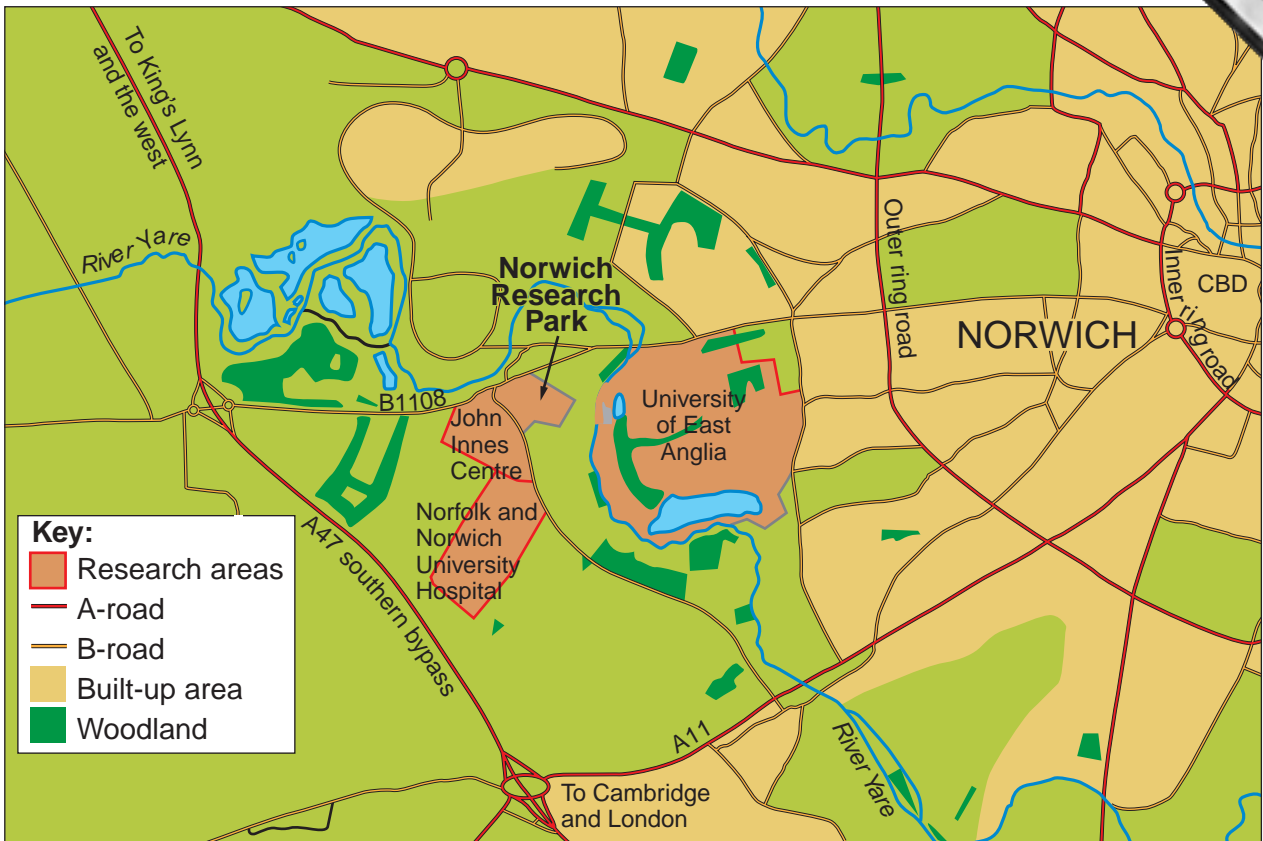 To King's Lynn
and the west
River Yare
Norwich
Research
Park
Outer ring road
Inner ring road
CBD
NORWICH
B1108
John
Innes
Centre
University
of East
Anglia
Norfolk and
Norwich
University
Hospital
A47 southern bypass
Key:
Research areas
A-road
B-road
Built-up area
Woodland
A11
River Yare
To Cambridge
and London